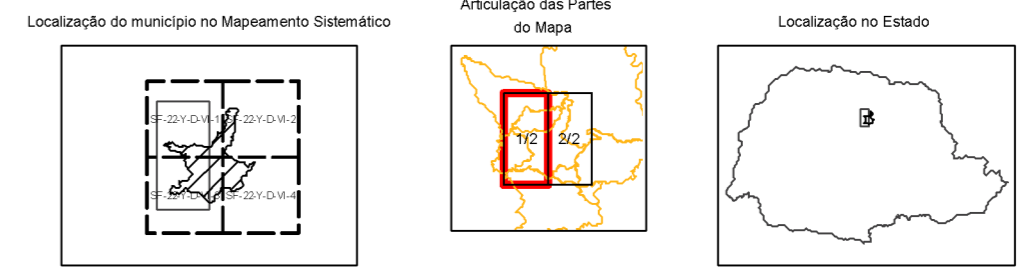 Localização do município no Mapeamento Sistemático
Articulação das Partes
do Mapa
Localização no Estado
SF-22-Y-D-VI-1
SF-22-Y-D-VI-2
SF-22-Y-D-VI-4
1/2
2/2